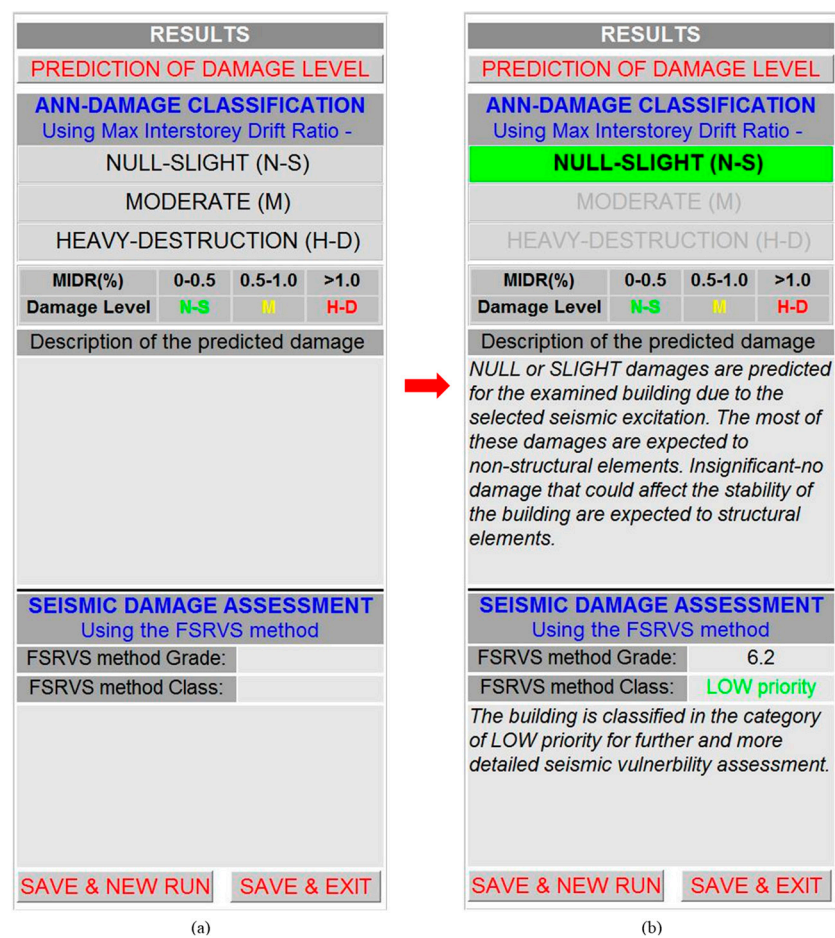 RESULTS
PREDICTION OF DAMAGE LEVEL
ANN-DAMAGE CLASSIFICATION
Using Max Interstorey Drift Ratio -
NULL-SLIGHT (N-S)
MODERATE (M)
HEAVY-DESTRUCTION (H-D)
MIDR(%) 0-0.5 0.5-1.0 >1.0
Damage Level N-S M H-D
Description of the predicted damage
SEISMIC DAMAGE ASSESSMENT
Using the FSRVS method
FSRVS method Grade:
FSRVS method Class:
SAVE & NEW RUN SAVE & EXIT
(a)
RESULTS
PREDICTION OF DAMAGE LEVEL
ANN-DAMAGE CLASSIFICATION
Using Max Interstorey Drift Ratio -
NULL-SLIGHT (N-S)
MODERATE (M)
HEAVY-DESTRUCTION (H-D)
MIDR(%) 0-0.5 0.5-1.0 >1.0
Damage Level N-S M H-D
Description of the predicted damage
NULL or SLIGHT damages are predicted
for the examined building due to the
selected seismic excitation. The most of
these damages are expected to
non-structural elements. Insignificant-no
damage that could affect the stability of
the building are expected to structural
elements.
SEISMIC DAMAGE ASSESSMENT
Using the FSRVS method
FSRVS method Grade: 6.2
FSRVS method Class: LOW priority
The building is classified in the category
of LOW priority for further and more
detailed seismic vulnerbility assessment.
SAVE & NEW RUN SAVE & EXIT
(b)